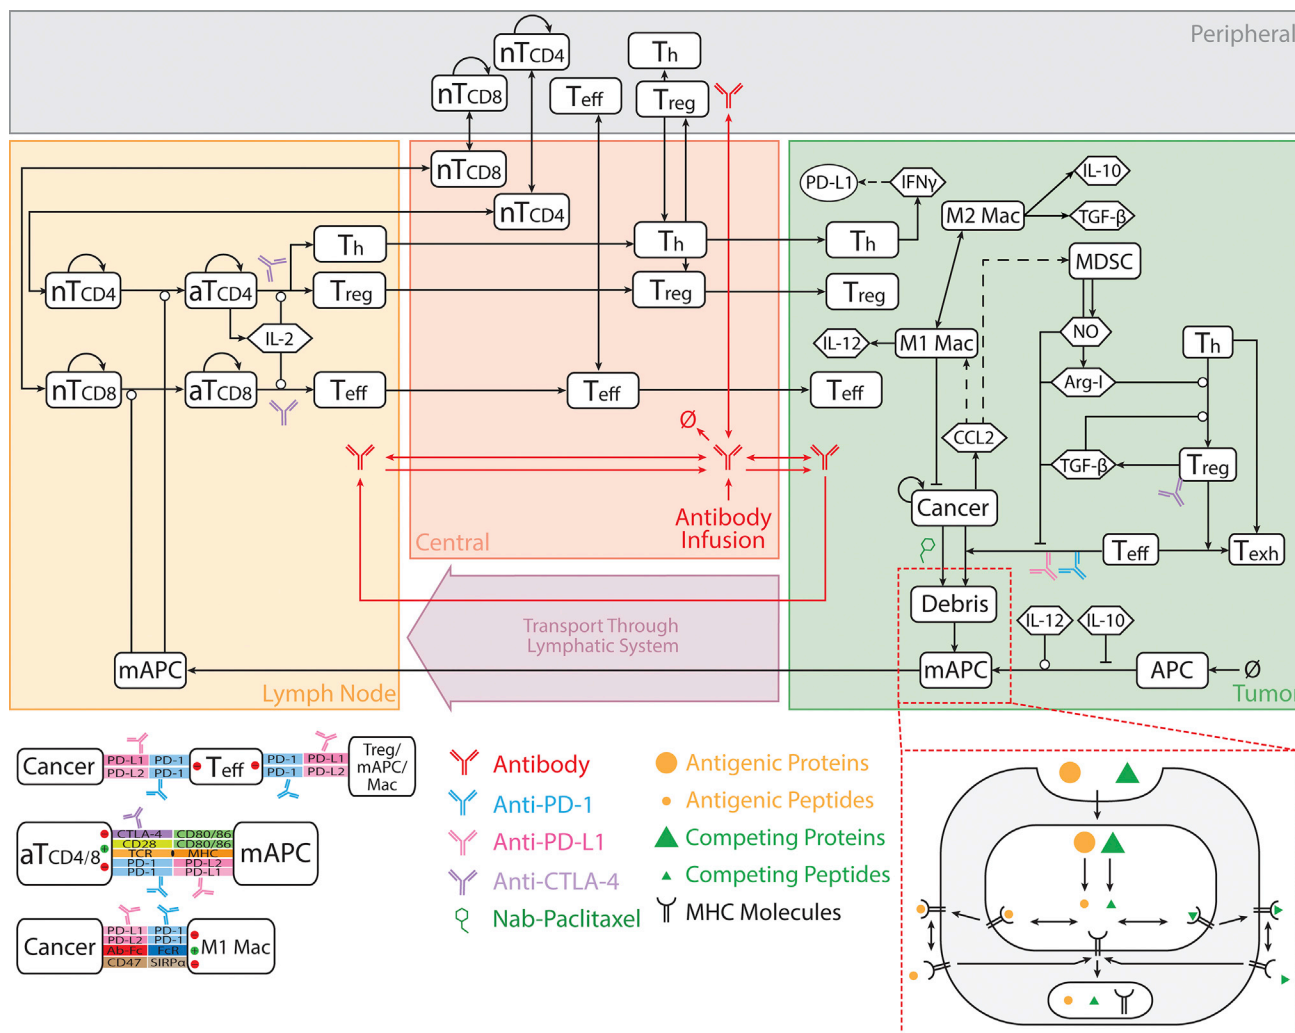 Peripheral
nTCD4
nTCD8
Teff
Th
Treg
nTCD8
nTCD4
Th
nTCD4
aTCD4
Treg
IL-2
nTCD8
aTCD8
Teff
Th
Treg
Teff
Ø
Antibody
Infusion
Central
PD-L1
IFNγ
M2 Mac
IL-10
TGF-β
Th
MDSC
Treg
IL-12
M1 Mac
NO
Th
Teff
Arg-I
CCL2
TGF-β
Treg
Cancer
Teff
Texh
Debris
IL-12
IL-10
mAPC
APC
Ø
Tumor
Transport Through
Lymphatic System
mAPC
Lymph Node
Cancer
PD-L1 PD-1
PD-L2 PD-1
Teff
PD-1 PD-L1
PD-1 PD-L2
Treg/
mAPC/
Mac
aTCD4/8
CTLA-4 CD80/86
CD28 CD80/86
TCR MHC
PD-1 PD-L2
PD-1 PD-L1
mAPC
Cancer
PD-L1 PD-1
PD-L2 PD-1
Ab-Fc FcR
CD47 SIRPα
M1 Mac
Antibody
Anti-PD-1
Anti-PD-L1
Anti-CTLA-4
Nab-Paclitaxel
Antigenic Proteins
Antigenic Peptides
Competing Proteins
Competing Peptides
MHC Molecules